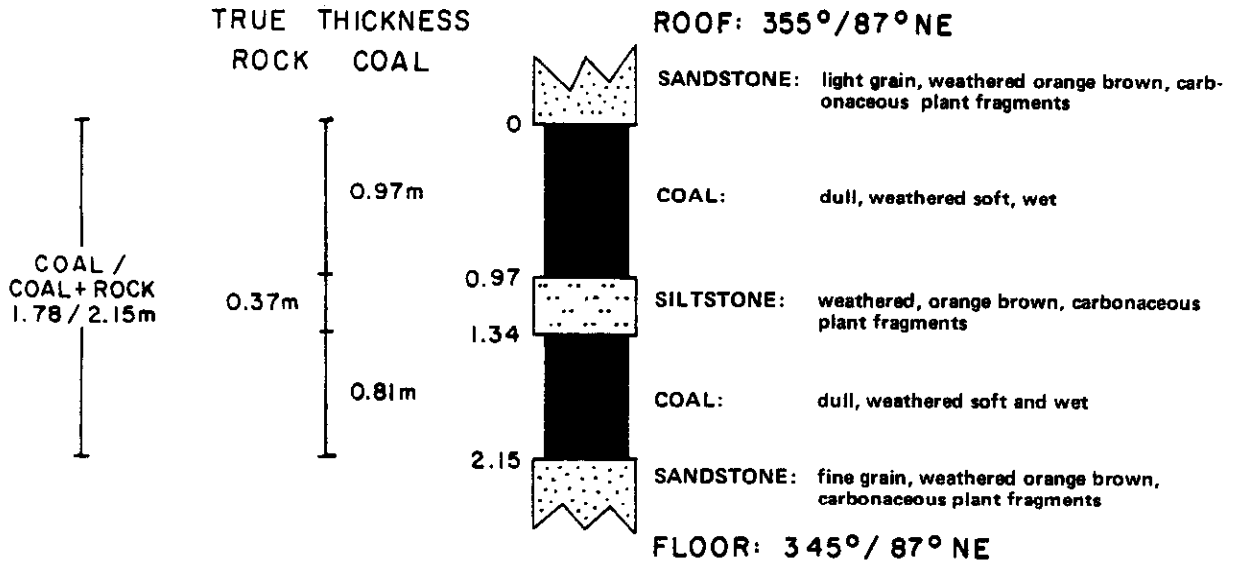 TRUE THICKNESS
ROCK COAL
ROOF: 355°/87° NE
SANDSTONE: light grain, weathered orange brown, carb-
onaceous plant fragments
0
0.97m
COAL: dull, weathered soft, wet
COAL /
COAL+ROCK
1.78/2.15m
0.37m
0.97
SILTSTONE: weathered, orange brown, carbonaceous
plant fragments
1.34
0.81m
COAL: dull, weathered soft and wet
2.15
SANDSTONE: fine grain, weathered orange brown,
carbonaceous plant fragments
FLOOR: 345°/87° NE